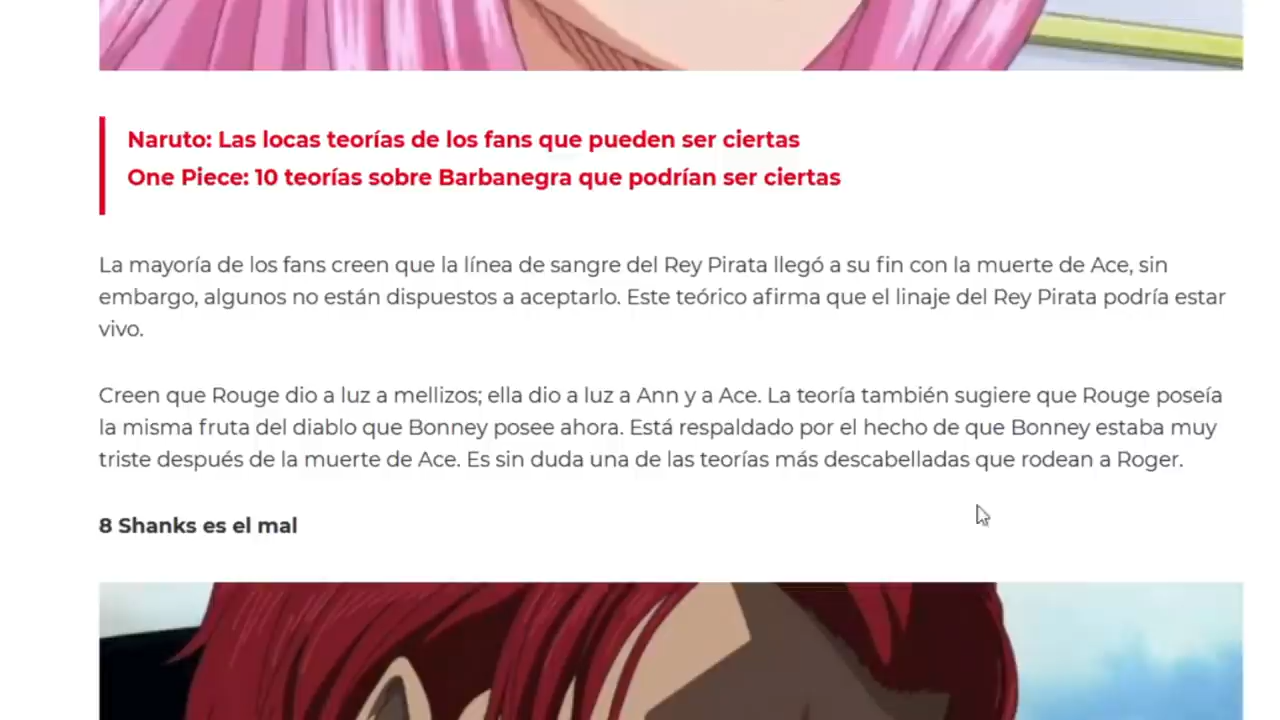 Naruto: Las locas teorías de los fans que pueden ser ciertas
One Piece: 10 teorías sobre Barbanegra que podrían ser ciertas
La mayoría de los fans creen que la línea de sangre del Rey Pirata llegó a su fin con la muerte de Ace, sin
embargo, algunos no están dispuestos a aceptarlo. Este teórico afirma que el linaje del Rey Pirata podría estar
vivo.
Creen que Rouge dio a luz a mellizos; ella dio a luz a Ann y a Ace. La teoría también sugiere que Rouge poseía
la misma fruta del diablo que Bonney posee ahora. Está respaldado por el hecho de que Bonney estaba muy
triste después de la muerte de Ace. Es sin duda una de las teorías más descabelladas que rodean a Roger.
8 Shanks es el mal